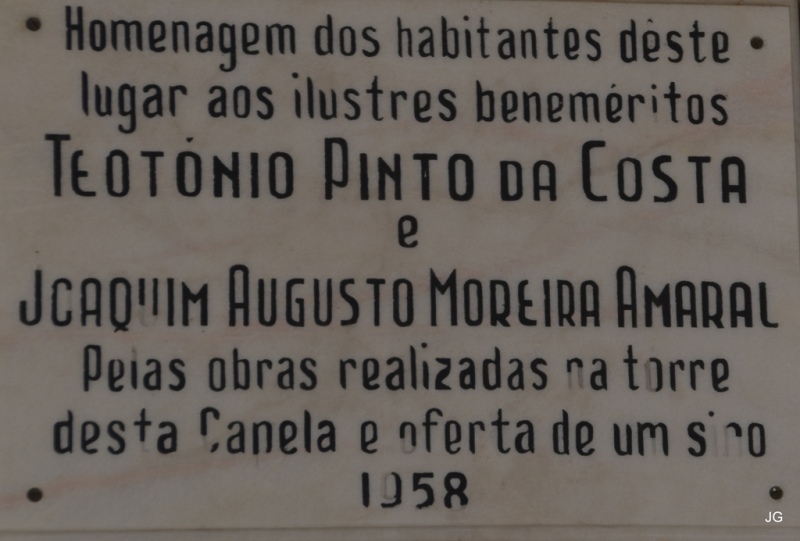 Homenagem dos habitantes dêste
lugar aos ilustres beneméritos
TEOTÓNIO PINTO DA COSTA
e
JOAQUIM AUGUSTO MOREIRA AMARAL
Pelas obras realizadas na torre
desta Capela e oferta de um sino
1958
JG